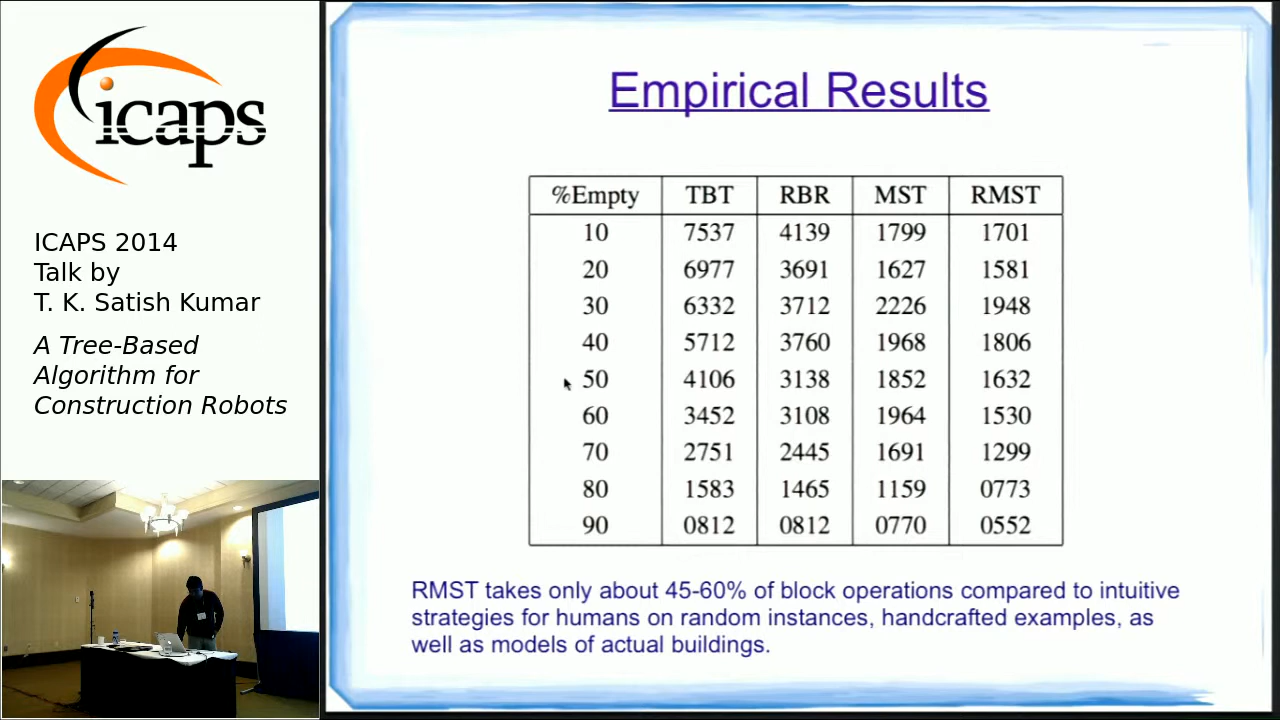 icaps
ICAPS 2014
Talk by
T. K. Satish Kumar
A Tree-Based
Algorithm for
Construction Robots
Empirical Results
%Empty TBT RBR MST RMST
10 7537 4139 1799 1701
20 6977 3691 1627 1581
30 6332 3712 2226 1948
40 5712 3760 1968 1806
50 4106 3138 1852 1632
60 3452 3108 1964 1530
70 2751 2445 1691 1299
80 1583 1465 1159 0773
90 0812 0812 0770 0552
RMST takes only about 45-60% of block operations compared to intuitive
strategies for humans on random instances, handcrafted examples, as
well as models of actual buildings.